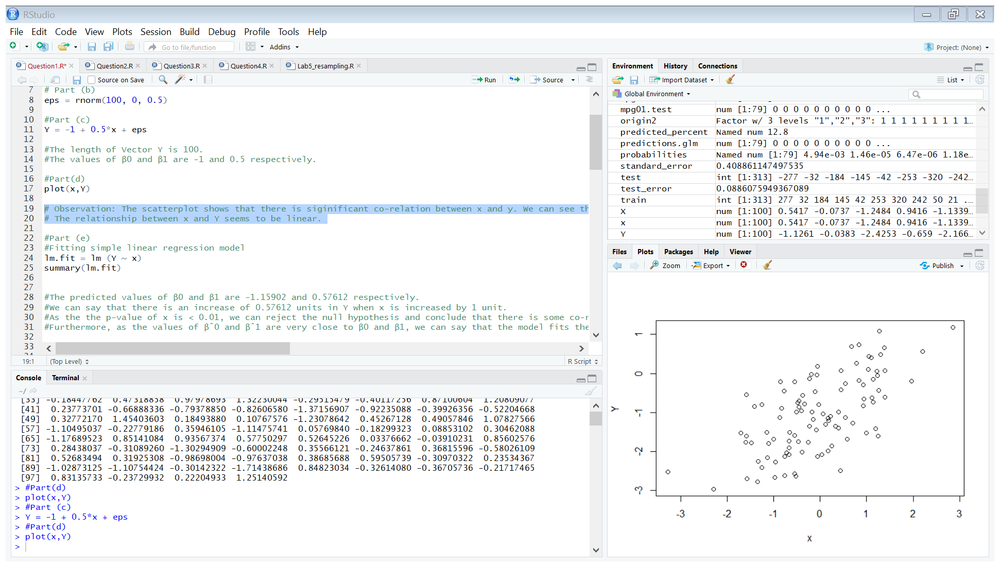 RStudio
File Edit Code View Plots Session Build Debug Profile Tools Help
Go to file/function Addins Project: (None)
Question1.R* Question2.R Question3.R Question4.R Lab5_resampling.R
Source on Save Run Source
7 # Part (b)
8 eps = rnorm(100, 0, 0.5)
9
10 #Part (c)
11 Y = -1 + 0.5*x + eps
12
13 #The length of Vector Y is 100.
14 #The values of β0 and β1 are -1 and 0.5 respectively.
15
16 #Part(d)
17 plot(x,Y)
18
19 # Observation: The scatterplot shows that there is siginificant co-relation between x and y. We can see th
20 # The relationship between x and Y seems to be linear.
21
22 #Part (e)
23 #Fitting simple linear regression model
24 lm.fit = lm (Y ~ x)
25 summary(lm.fit)
26
27
28 #The predicted values of β0 and β1 are -1.15902 and 0.57612 respectively.
29 #We can say that there is an increase of 0.57612 units in Y when x is increased by 1 unit.
30 #As the the p-value of x is < 0.01, we can reject the null hypothesis and conclude that there is some co-r
31 #Furthermore, as the values of βˆ0 and βˆ1 are very close to β0 and β1, we can say that the model fits the
32
33
19:1 (Top Level) R Script
Console Terminal
~/
[33] -0.18447762 0.47318858 0.97978693 1.32230044 -0.29515479 -0.40117256 0.87100604 1.20809077
[41] 0.23773701 -0.66888336 -0.79378850 -0.82606580 -1.37156907 -0.92235088 -0.39926356 -0.52204668
[49] 0.32772170 1.45403603 0.18493880 0.10767576 -1.23078642 0.45267128 0.49057846 1.07827566
[57] -1.10495037 -0.22779186 0.35946105 -1.11475741 0.05769840 -0.18299323 0.08853102 0.30462088
[65] -1.17689523 0.85141084 0.93567374 0.57750297 0.52645226 0.03376662 -0.03910231 0.85602576
[73] 0.28438037 -0.31089260 -1.30294909 -0.60002248 0.35566121 -0.24637861 0.36815596 -0.58026109
[81] 0.52683494 0.31925308 -0.98698004 -0.97637038 0.38685688 0.59505739 -0.30970322 0.23534367
[89] -1.02873125 -1.10754424 -0.30142322 -1.71438686 0.84823034 -0.32614080 -0.36705736 -0.21717465
[97] 0.83135733 -0.23729932 0.22204933 1.25140592
> #Part(d)
> plot(x,Y)
> #Part (c)
> Y = -1 + 0.5*x + eps
> #Part(d)
> plot(x,Y)
>
Environment History Connections
Import Dataset List
Global Environment
mpg01.test num [1:79] 0 0 0 0 0 0 0 0 0 0 ...
origin2 Factor w/ 3 levels "1","2","3": 1 1 1 1 1 1 1 1 1…
predicted_percent Named num 12.8
predictions.glm num [1:79] 0 0 0 0 0 0 0 0 0 0 ...
probabilities Named num [1:79] 4.94e-03 1.46e-05 6.47e-06 1.18e…
standard_error 0.408861147497535
test int [1:313] -277 -32 -184 -145 -42 -253 -320 -242…
test_error 0.0886075949367089
train int [1:313] 277 32 184 145 42 253 320 242 50 21 ..
X num [1:100] 0.5417 -0.0737 -1.2484 0.9416 -1.1339…
x num [1:100] 0.5417 -0.0737 -1.2484 0.9416 -1.1339…
Y num [1:100] -1.1261 -0.0383 -2.4253 -0.659 -2.166…
Files Plots Packages Help Viewer
Zoom Export Publish
1
0
-1
-2
-3
Y
-3 -2 -1 0 1 2 3
x